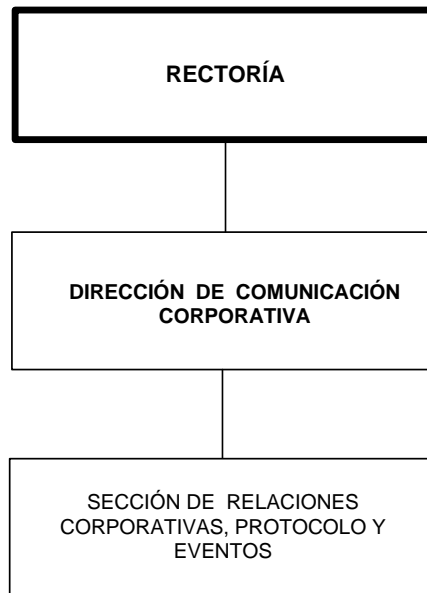 RECTORÍA
DIRECCIÓN DE COMUNICACIÓN
CORPORATIVA
SECCIÓN DE RELACIONES
CORPORATIVAS, PROTOCOLO Y
EVENTOS